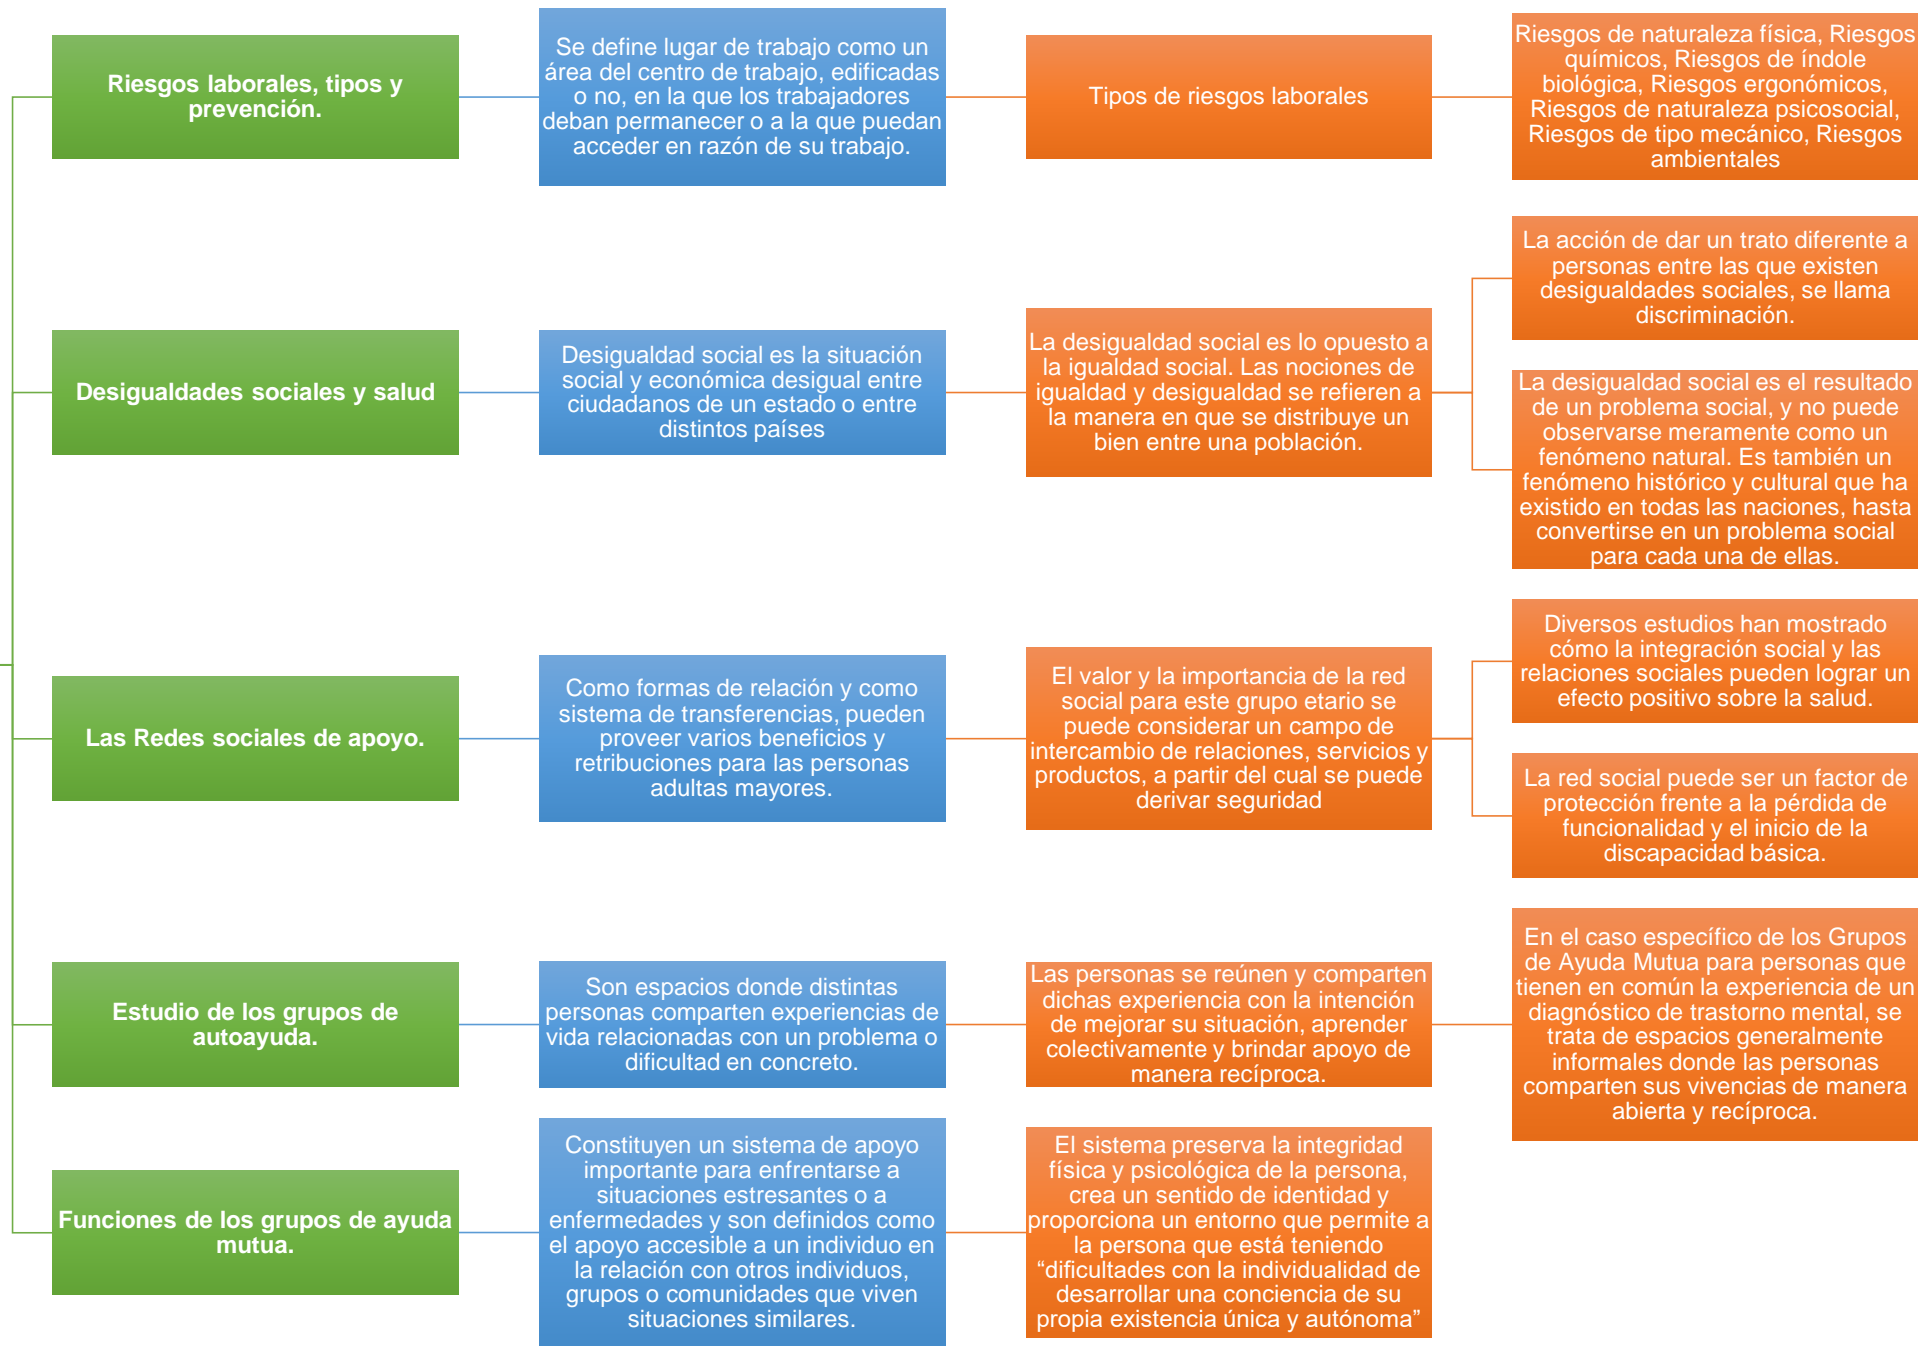 Riesgos laborales, tipos y
prevención.
Se define lugar de trabajo como un
área del centro de trabajo, edificadas
o no, en la que los trabajadores
deban permanecer o a la que puedan
acceder en razón de su trabajo.
Tipos de riesgos laborales
Riesgos de naturaleza física, Riesgos
químicos, Riesgos de índole
biológica, Riesgos ergonómicos,
Riesgos de naturaleza psicosocial,
Riesgos de tipo mecánico, Riesgos
ambientales
Desigualdades sociales y salud
Desigualdad social es la situación
social y económica desigual entre
ciudadanos de un estado o entre
distintos países
La desigualdad social es lo opuesto a
la igualdad social. Las nociones de
igualdad y desigualdad se refieren a
la manera en que se distribuye un
bien entre una población.
La acción de dar un trato diferente a
personas entre las que existen
desigualdades sociales, se llama
discriminación.
La desigualdad social es el resultado
de un problema social, y no puede
observarse meramente como un
fenómeno natural. Es también un
fenómeno histórico y cultural que ha
existido en todas las naciones, hasta
convertirse en un problema social
para cada una de ellas.
Las Redes sociales de apoyo.
Como formas de relación y como
sistema de transferencias, pueden
proveer varios beneficios y
retribuciones para las personas
adultas mayores.
El valor y la importancia de la red
social para este grupo etario se
puede considerar un campo de
intercambio de relaciones, servicios y
productos, a partir del cual se puede
derivar seguridad
Diversos estudios han mostrado
cómo la integración social y las
relaciones sociales pueden lograr un
efecto positivo sobre la salud.
La red social puede ser un factor de
protección frente a la pérdida de
funcionalidad y el inicio de la
discapacidad básica.
Estudio de los grupos de
autoayuda.
Son espacios donde distintas
personas comparten experiencias de
vida relacionadas con un problema o
dificultad en concreto.
Las personas se reúnen y comparten
dichas experiencia con la intención
de mejorar su situación, aprender
colectivamente y brindar apoyo de
manera recíproca.
En el caso específico de los Grupos
de Ayuda Mutua para personas que
tienen en común la experiencia de un
diagnóstico de trastorno mental, se
trata de espacios generalmente
informales donde las personas
comparten sus vivencias de manera
abierta y recíproca.
Funciones de los grupos de ayuda
mutua.
Constituyen un sistema de apoyo
importante para enfrentarse a
situaciones estresantes o a
enfermedades y son definidos como
el apoyo accesible a un individuo en
la relación con otros individuos,
grupos o comunidades que viven
situaciones similares.
El sistema preserva la integridad
física y psicológica de la persona,
crea un sentido de identidad y
proporciona un entorno que permite a
la persona que está teniendo
“dificultades con la individualidad de
desarrollar una conciencia de su
propia existencia única y autónoma”